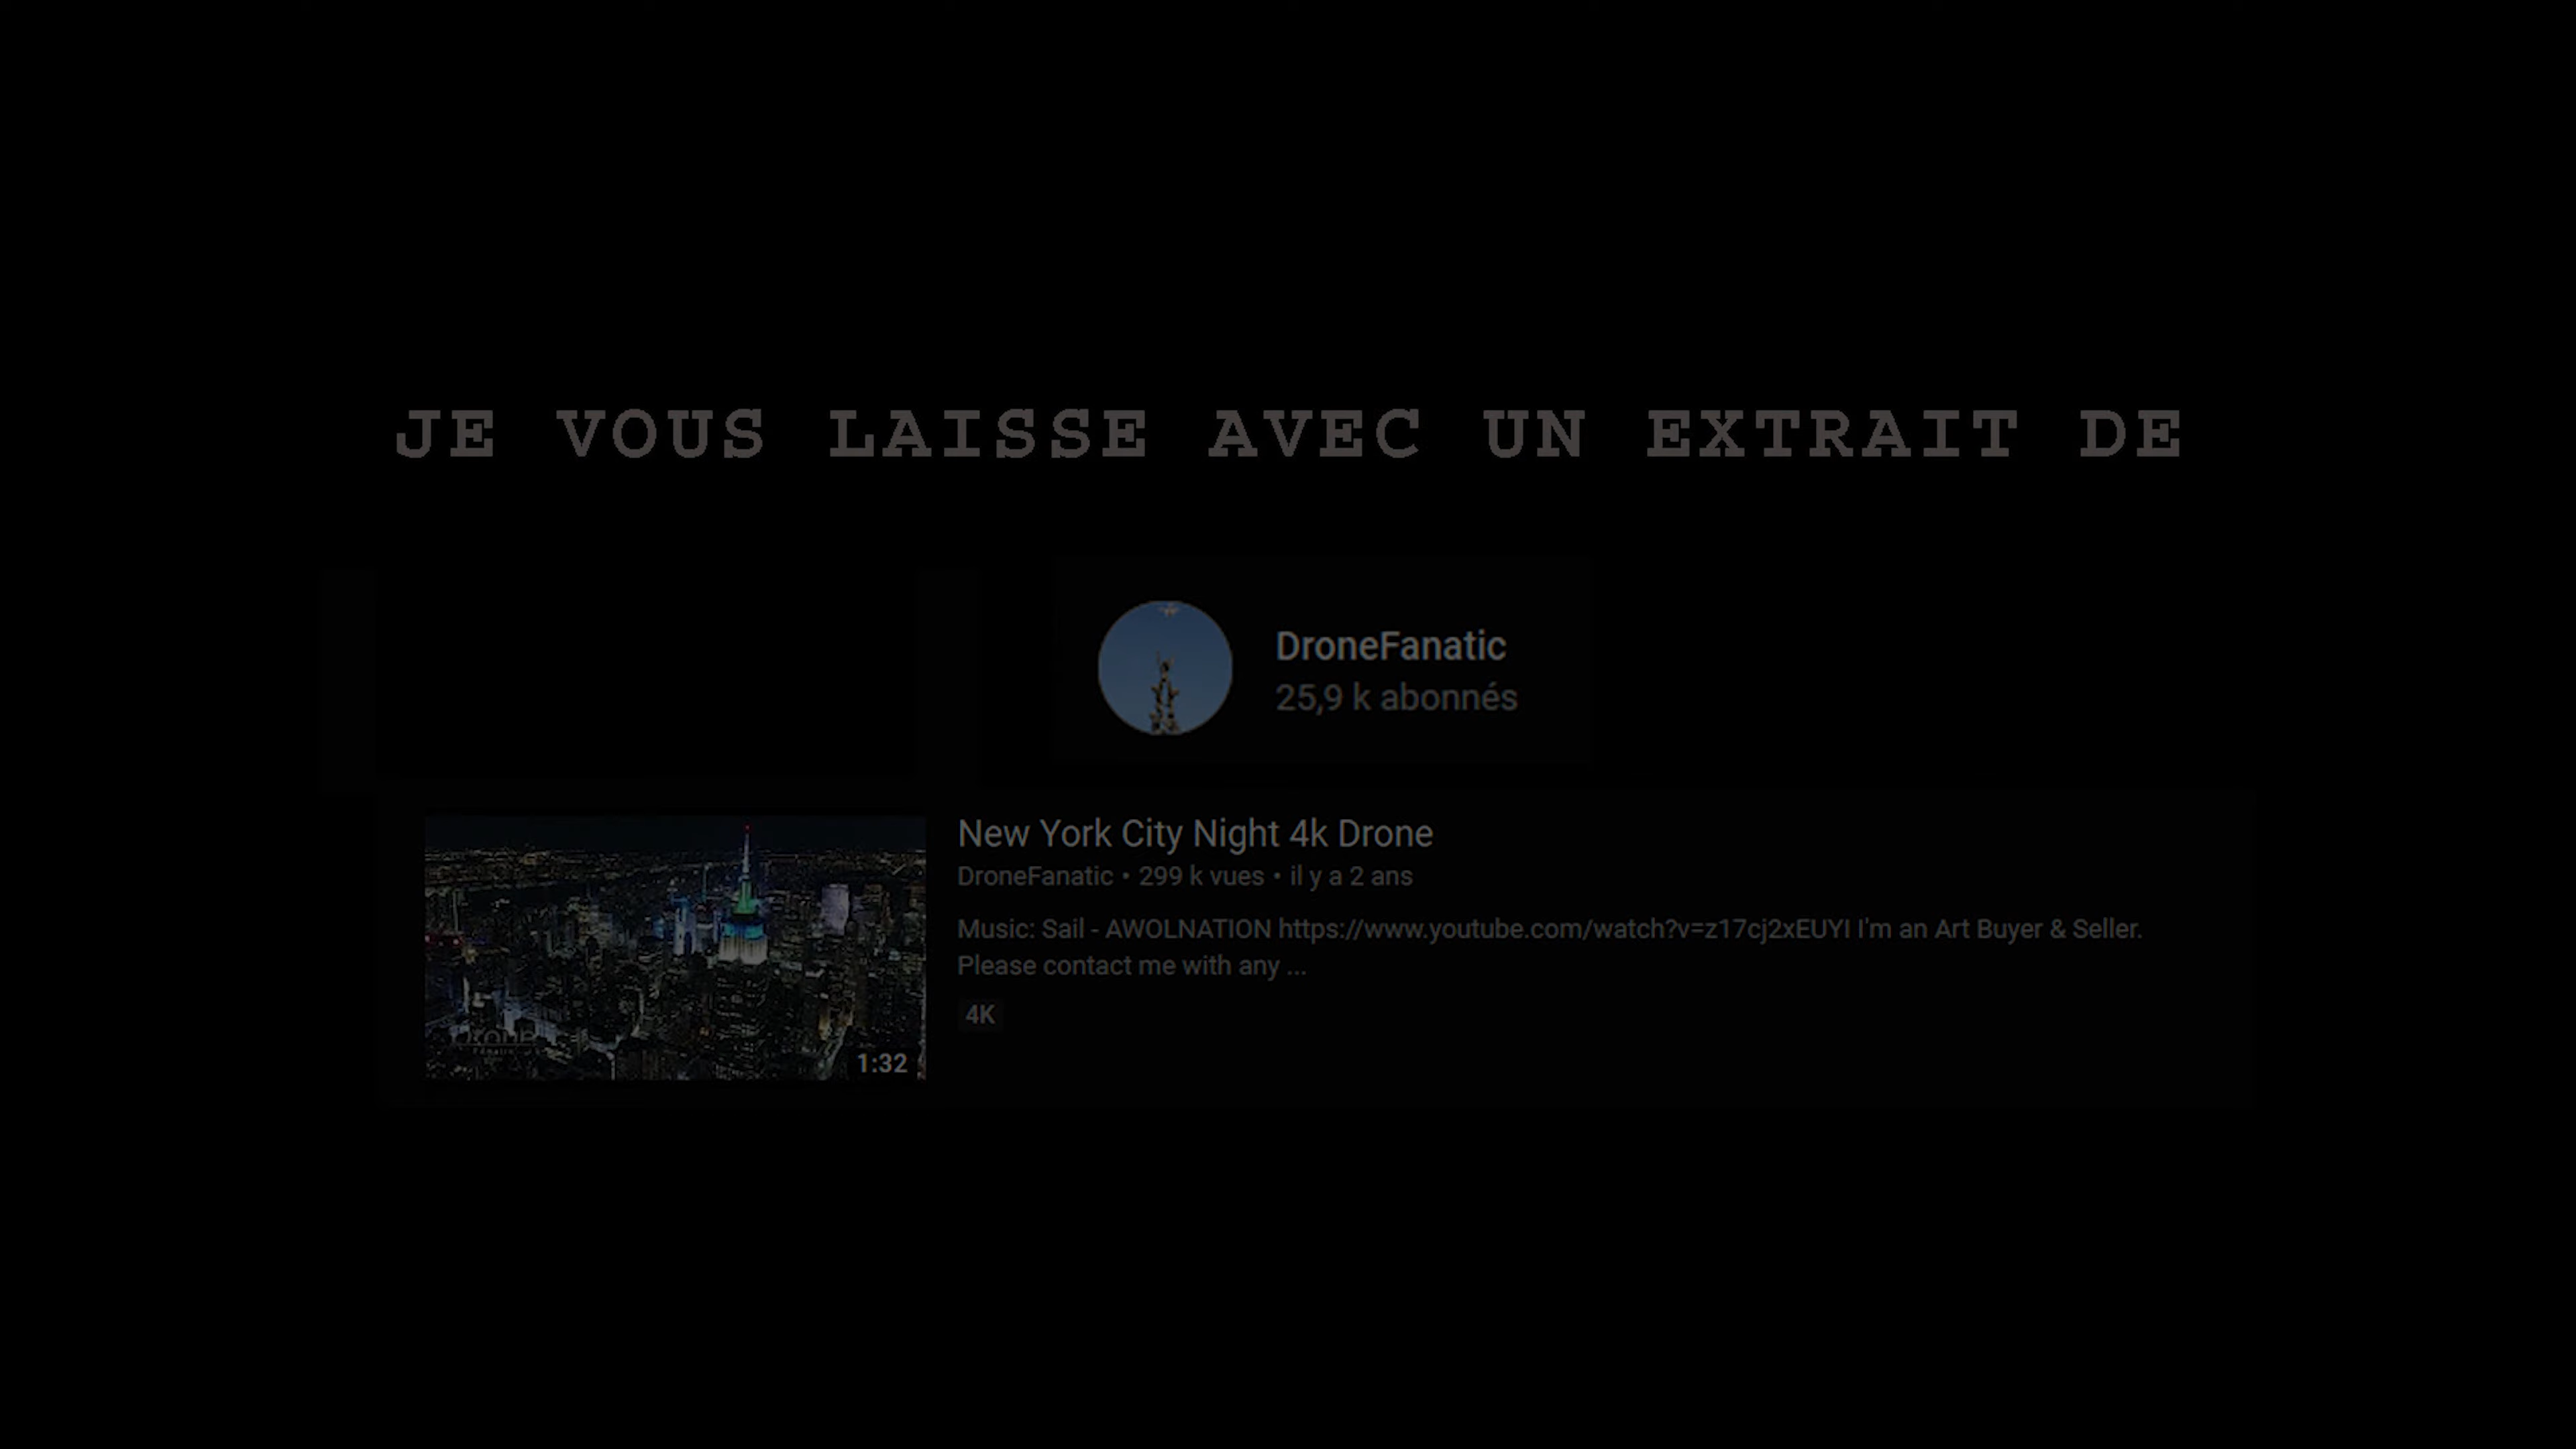 JE VOUS LAISSE AVEC UN EXTRAIT DE
DroneFanatic
25,9 k abonnés
New York City Night 4k Drone
DroneFanatic • 299 k vues • il y a 2 ans
Music: Sail - AWOLNATION https://www.youtube.com/watch?v=z17cj2xEUYI I'm an Art Buyer & Seller.
Please contact me with any ...
4K
1:32